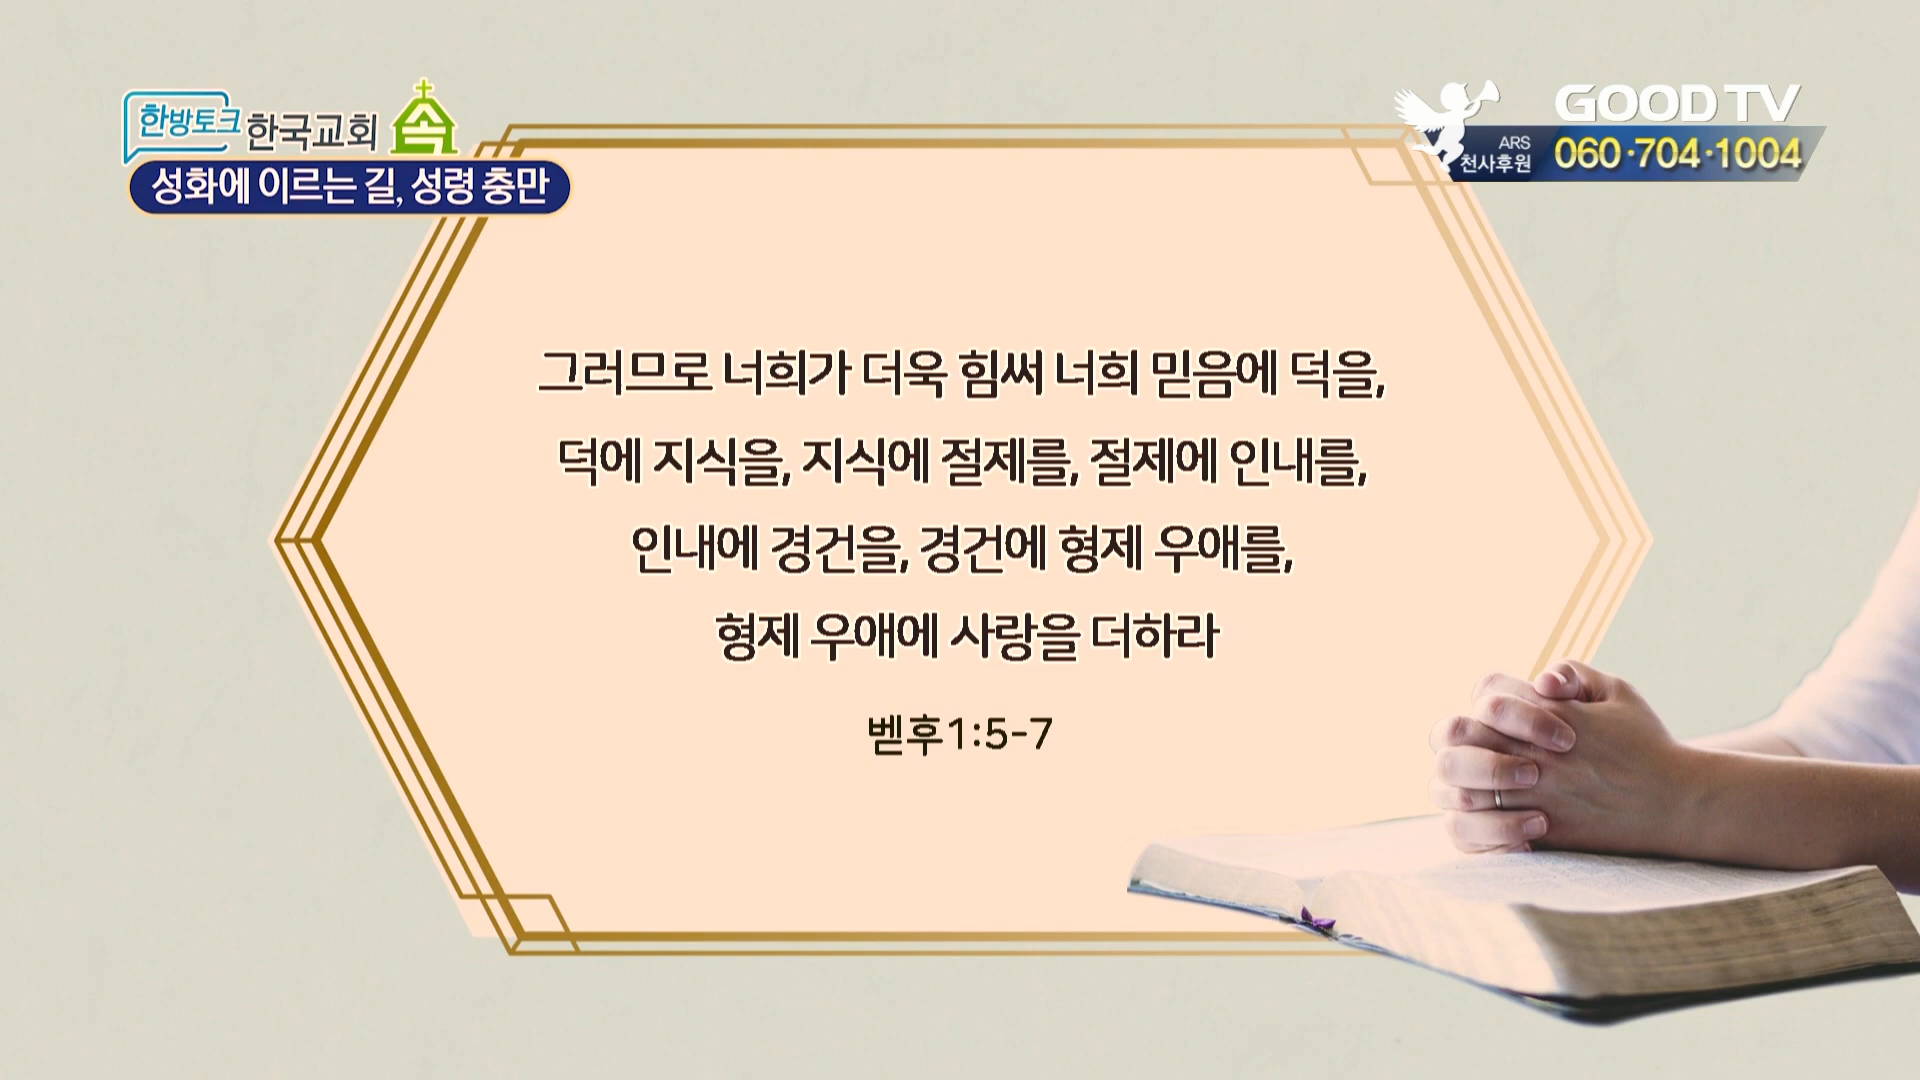 한방토크 한국교회 속
성화에 이르는 길, 성령 충만
GOOD TV
ARS
천사후원
060·704·1004
그러므로 너희가 더욱 힘써 너희 믿음에 덕을,
덕에 지식을, 지식에 절제를, 절제에 인내를,
인내에 경건을, 경건에 형제 우애를,
형제 우애에 사랑을 더하라
벧후1:5-7